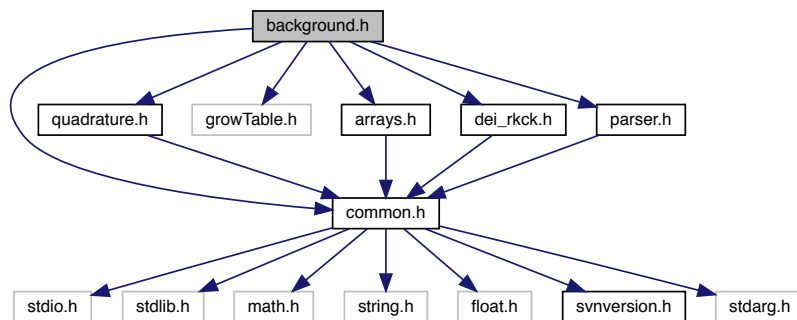 background.h
quadrature.h
growTable.h
arrays.h
dei_rkck.h
parser.h
common.h
stdio.h
stdlib.h
math.h
string.h
float.h
svnversion.h
stdarg.h